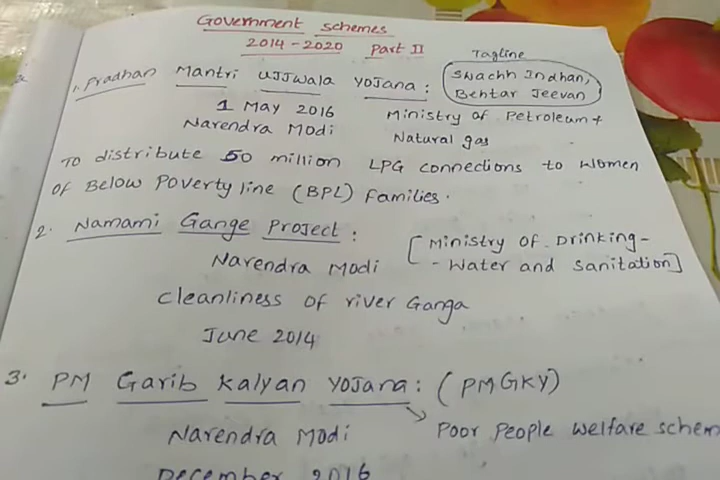 Government schemes
2014-2020 Part II
Tagline
1. Pradhan Mantri Ujjwala Yojana:
Swachh Indhan,
Behtar Jeevan
1 May 2016
Ministry of Petroleum +
Narendra Modi
Natural gas
To distribute 50 million LPG connections to women
of Below Poverty line (BPL) Families.
2. Namami Gange Project:
[Ministry of Drinking-
Narendra Modi
-Water and Sanitation]
cleanliness of river Ganga
June 2014
3. PM Garib Kalyan Yojana: (PMGKY)
Poor People welfare schem
Narendra Modi
December 2016